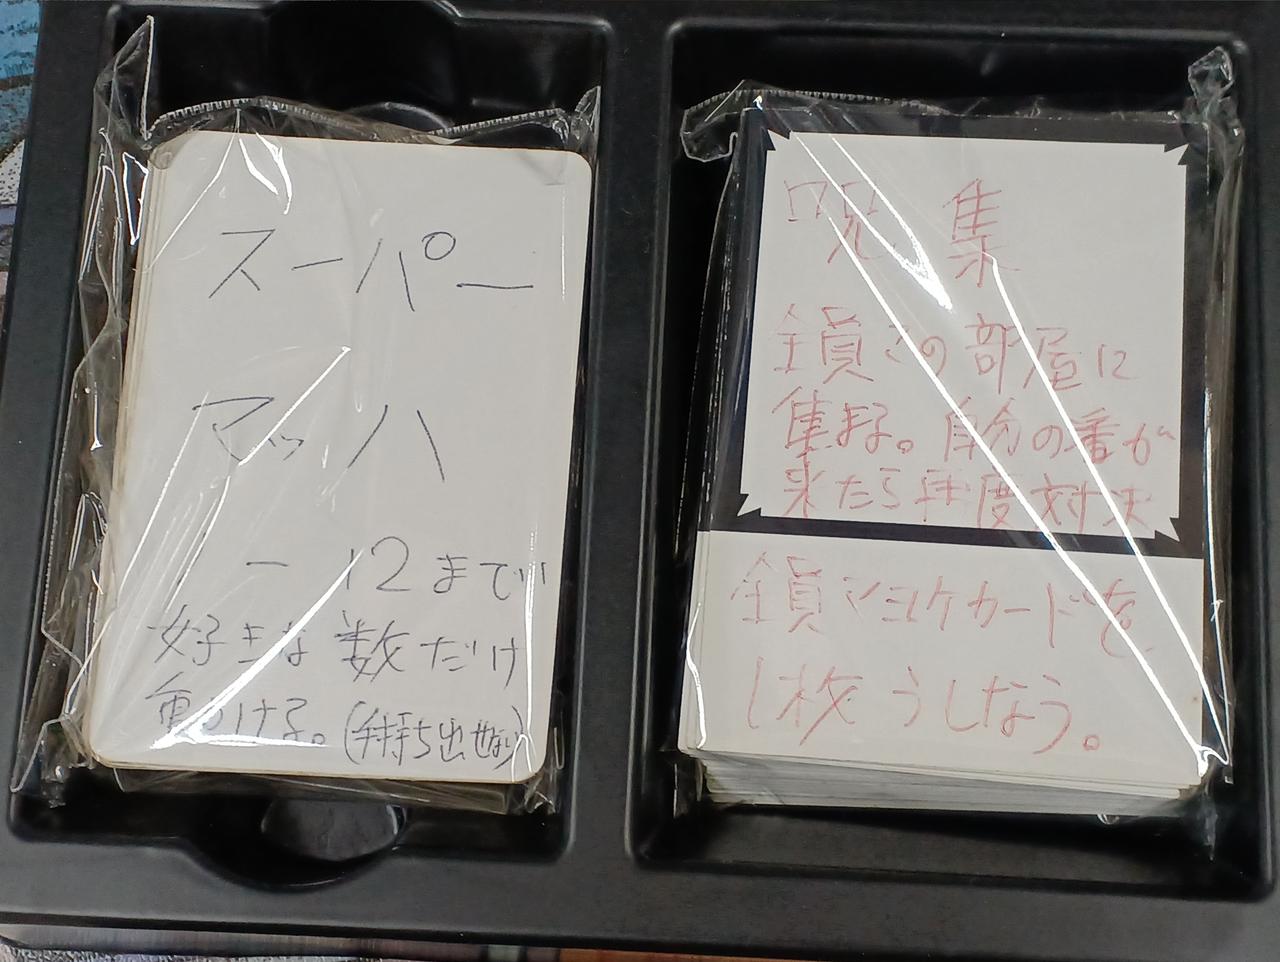 スーパー
マッハ
1ー12まで
好きな数だけ
動ける。(持ち出せない)
呪 集
全員この部屋に
集まる。自分の番が
来たら再度対決
全員マヨケカードを
1枚うしなう。